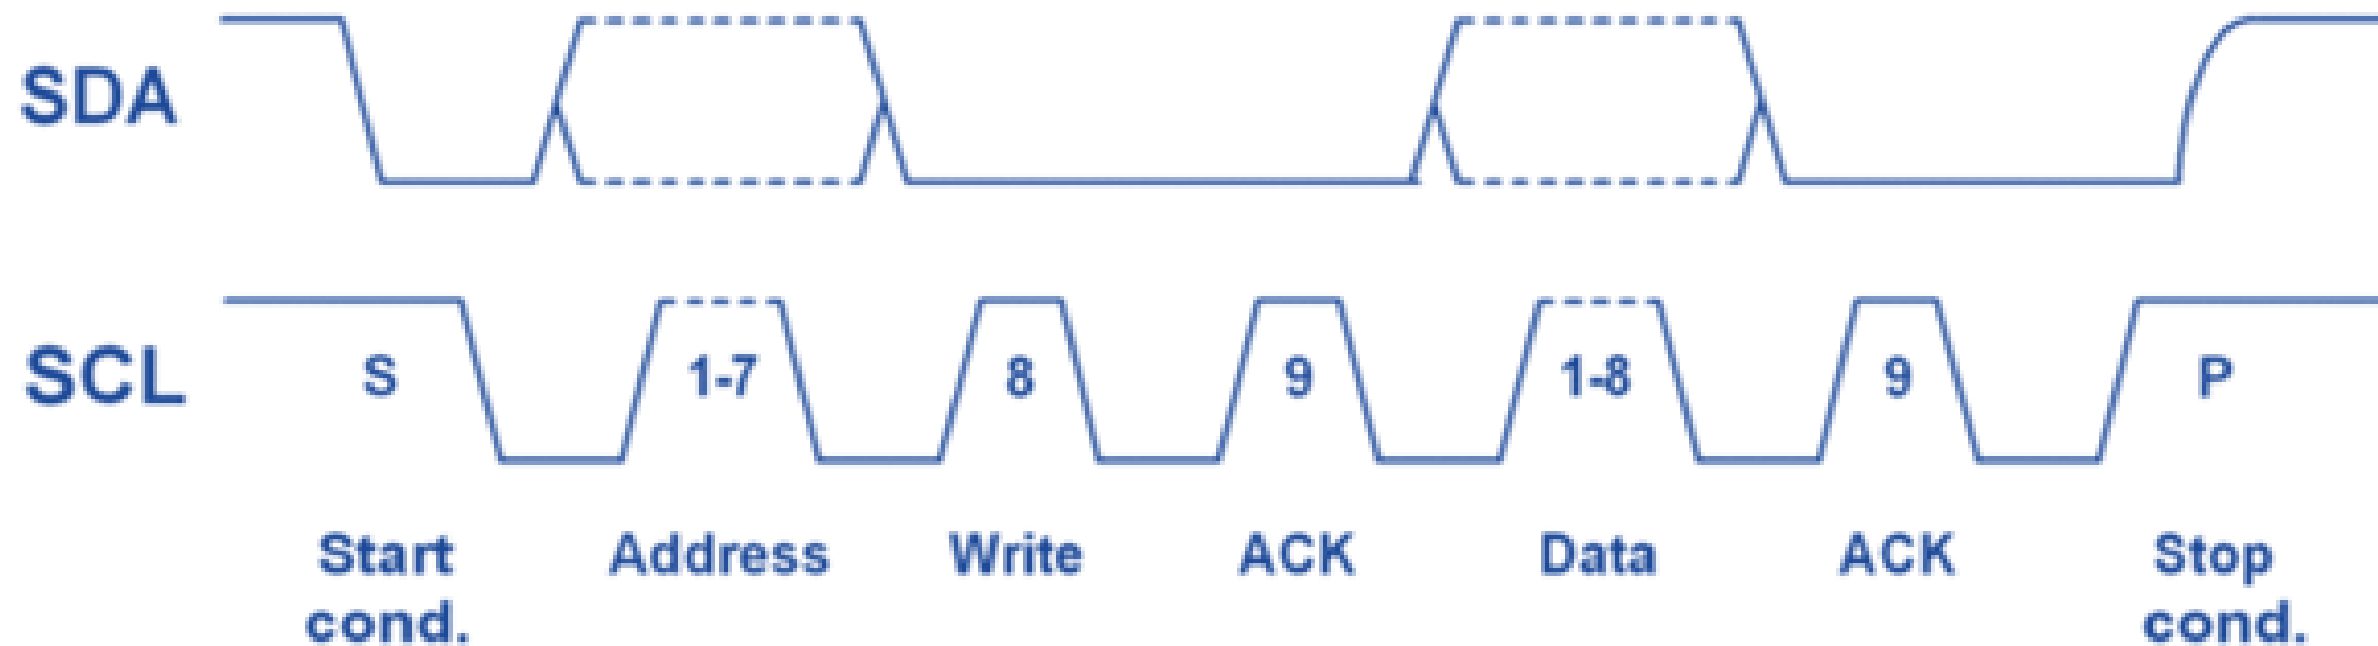 SDA
SCL
S 1-7 8 9 1-8 9 P
Start cond.
Address
Write
ACK
Data
ACK
Stop cond.